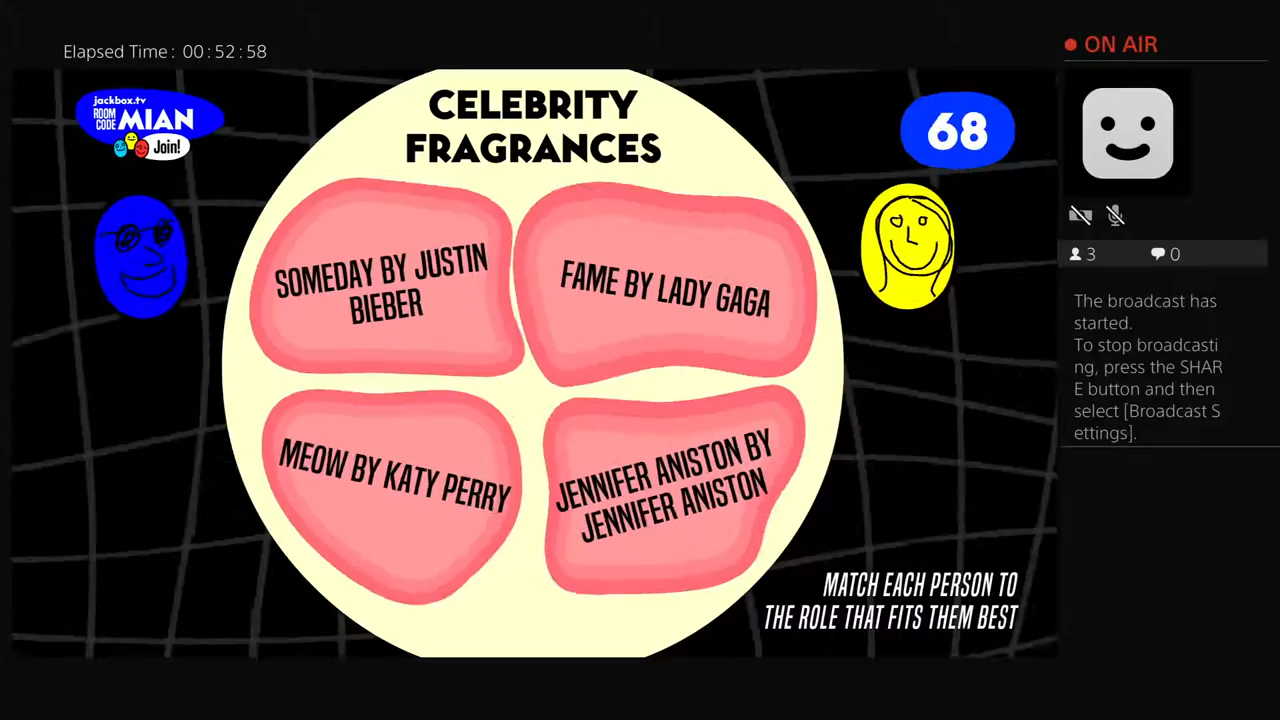 Elapsed Time: 00:52:58
ON AIR
jackbox.tv
ROOM
CODE
MIAN
Join!
CELEBRITY
FRAGRANCES
68
SOMEDAY BY JUSTIN
BIEBER
FAME BY LADY GAGA
MEOW BY KATY PERRY
JENNIFER ANISTON BY
JENNIFER ANISTON
MATCH EACH PERSON TO
THE ROLE THAT FITS THEM BEST
3
0
The broadcast has
started.
To stop broadcasti
ng, press the SHAR
E button and then
select [Broadcast S
ettings].